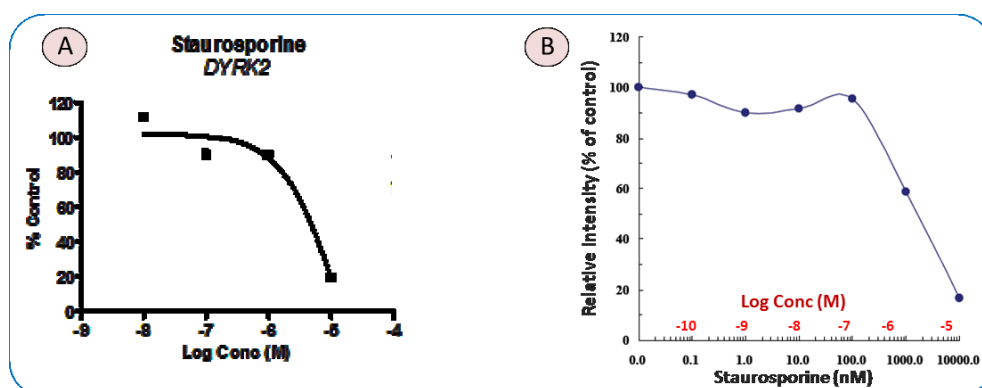 A
Staurosporine
DYRK2
% Control
120
100
80
60
40
20
0
-9 -8 -7 -6 -5 -4
Log Conc (M)
B
Relative Intensity (% of control)
120
100
80
60
40
20
0
Log Conc (M)
-10 -9 -8 -7 -6 -5
0.0 0.1 1.0 10.0 100.0 1000.0 10000.0
Staurosporine (nM)